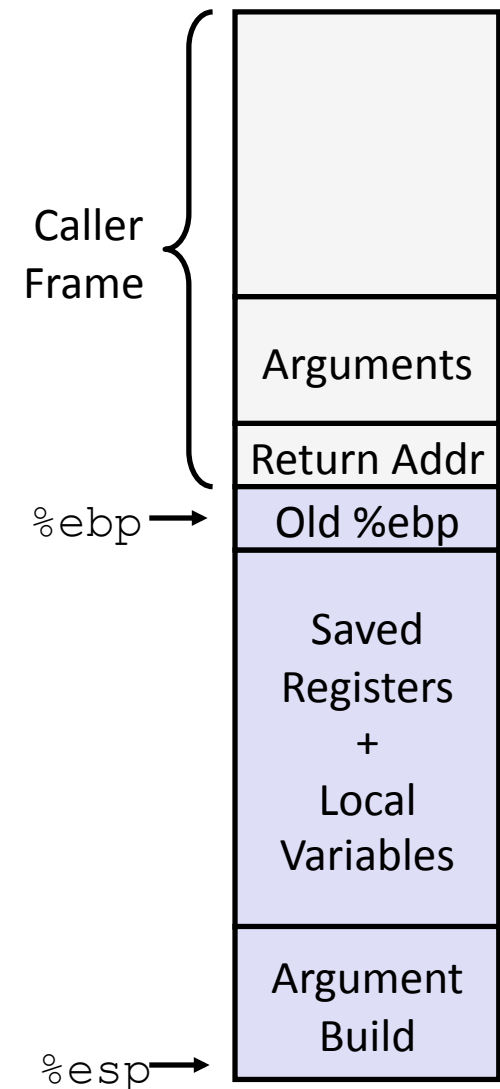 Caller
Frame
Arguments
Return Addr
%ebp
Old %ebp
Saved
Registers
+
Local
Variables
Argument
Build
%esp